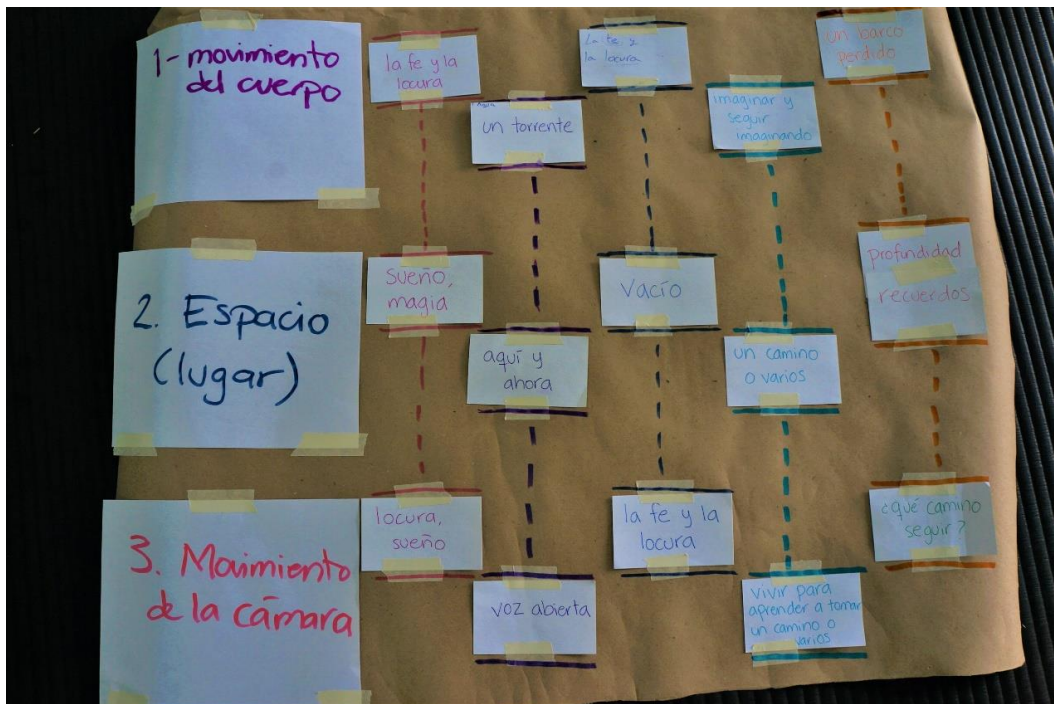 1- movimiento
del cuerpo
la fe y la
locura
un torrente
La fe y
la locura
imaginar y
seguir
imaginando
un barco
perdido
2. Espacio
(lugar)
sueño,
magia
aquí y
ahora
vacío
un camino
o varios
profundidad
recuerdos
3. Movimiento
de la cámara
locura,
sueño
voz abierta
la fe y la
locura
vivir para
aprender a tomar
un camino o
varios
¿qué camino
seguir?